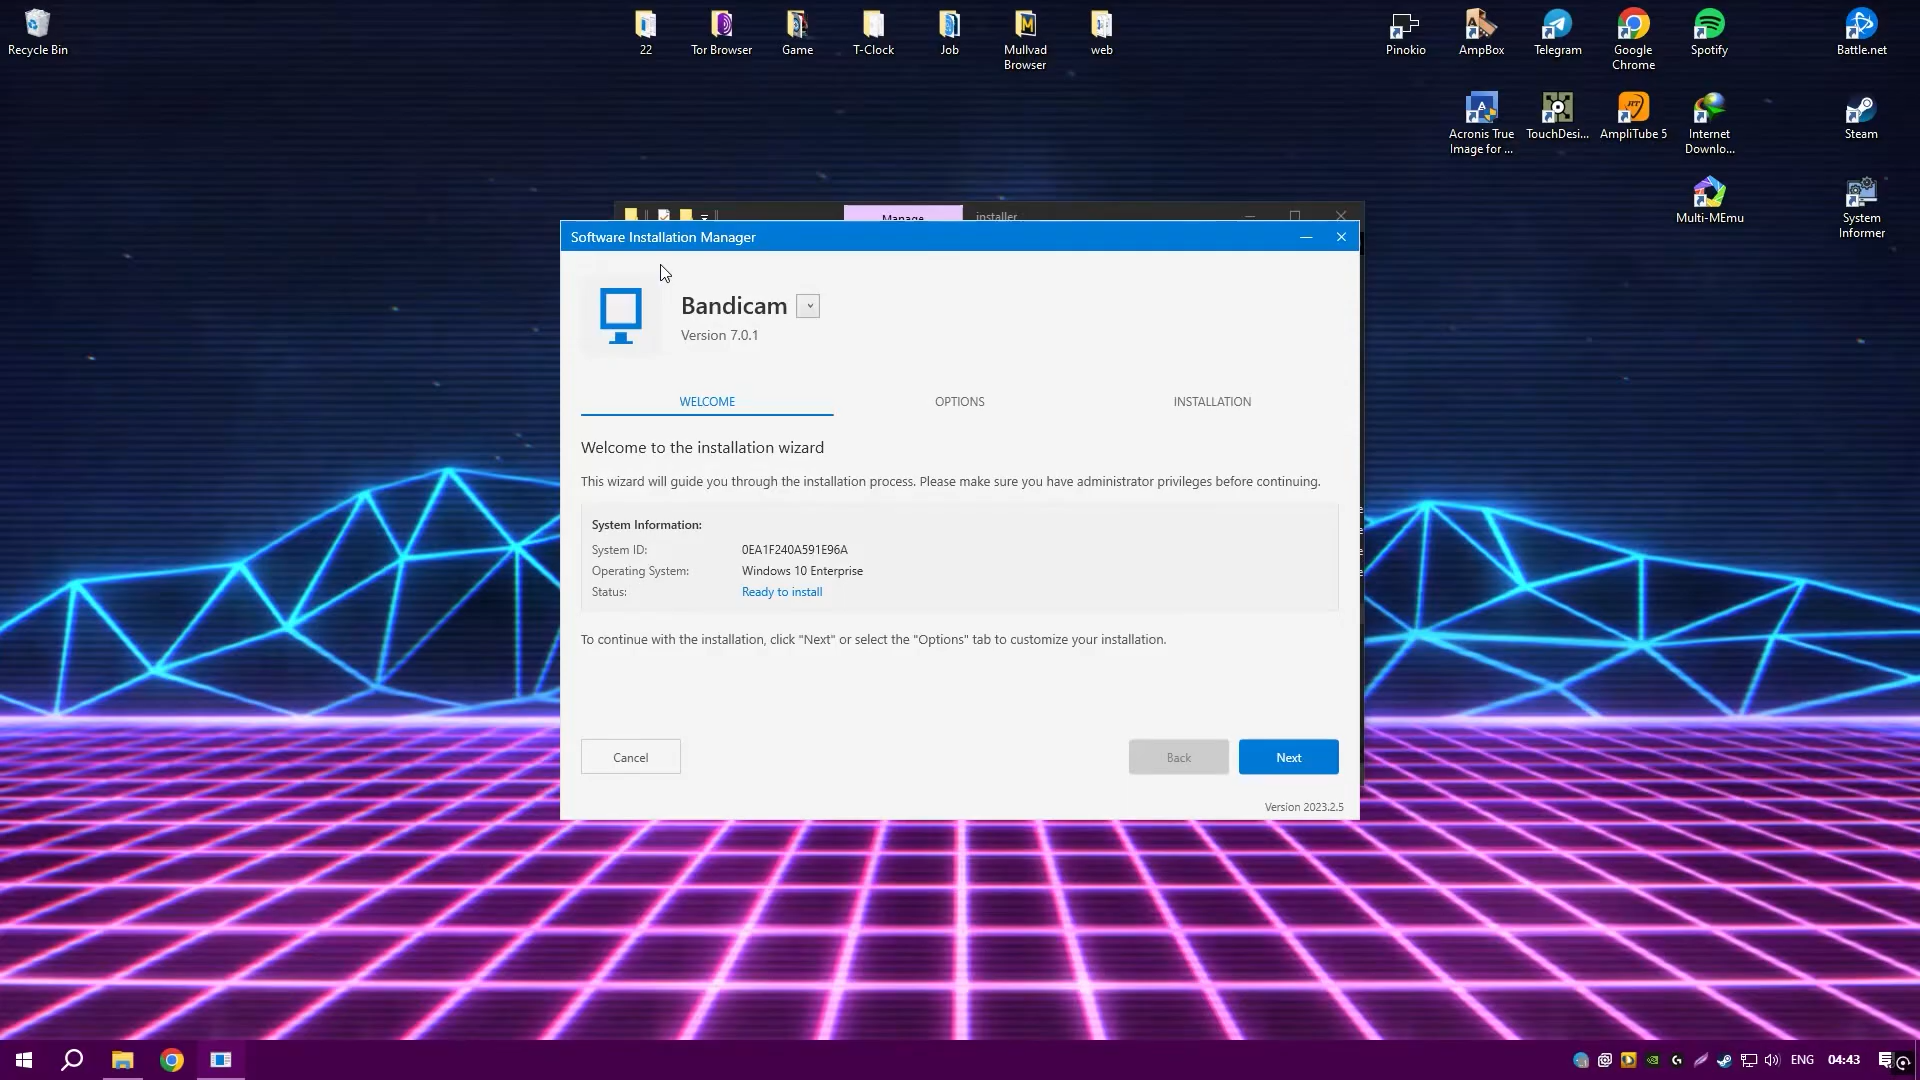 Recycle Bin
22
Tor Browser
Game
T-Clock
Job
Mullvad
Browser
web
Pinokio
AmpBox
Telegram
Google
Chrome
Spotify
Battle.net
Acronis True
Image for ...
TouchDesi...
AmpliTube 5
Internet
Downlo...
Steam
Multi-MEmu
System
Informer
Manage
installer
Software Installation Manager
Bandicam
Version 7.0.1
WELCOME
OPTIONS
INSTALLATION
Welcome to the installation wizard
This wizard will guide you through the installation process. Please make sure you have administrator privileges before continuing.
System Information:
System ID: 0EA1F240A591E96A
Operating System: Windows 10 Enterprise
Status: Ready to install
To continue with the installation, click "Next" or select the "Options" tab to customize your installation.
Cancel
Back
Next
Version 2023.2.5
ENG
04:43